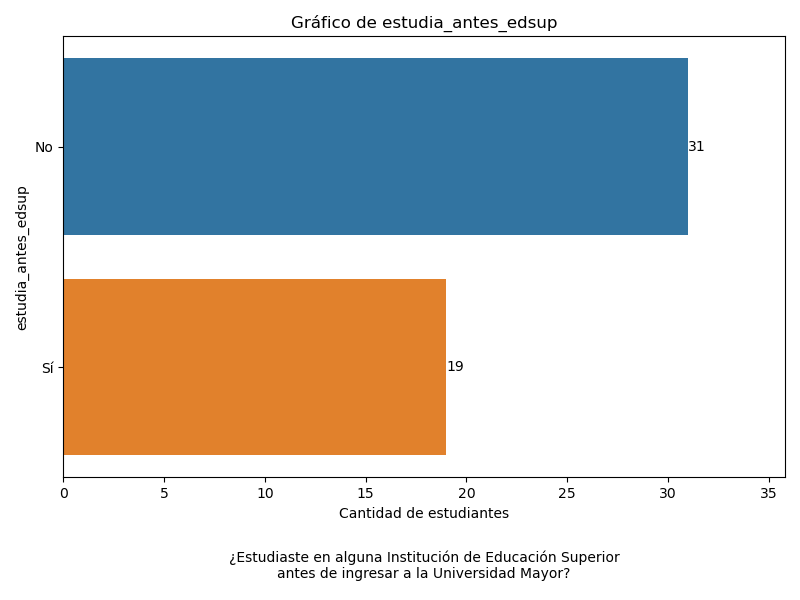 Gráfico de estudia_antes_edsup
estudia_antes_edsup
No
31
Sí
19
0 5 10 15 20 25 30 35
Cantidad de estudiantes
¿Estudiaste en alguna Institución de Educación Superior
antes de ingresar a la Universidad Mayor?